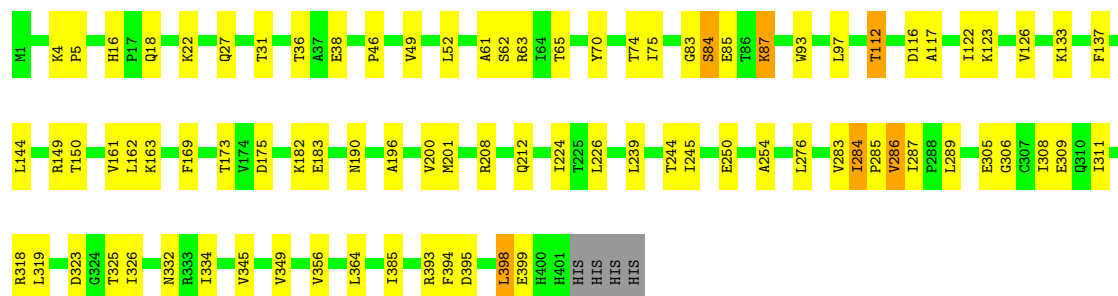 M1 K4 P5 H16 P17 Q18 K22 Q27 T31 T36 A37 E38 P46 V49 L52 A61 S62 R63 I64 T65 Y70 T74 I75 G83 S84 E85 T86 K87 W93 L97 T112 D116 A117 I122 K123 V126 K133 F137
L144 R149 T150 V161 L162 K163 F169 T173 V174 D175 K182 E183 N190 A196 V200 M201 R208 Q212 I224 T225 L226 L239 T244 I245 E250 A254 L276 V283 I284 P285 V286 I287 P288 L289 E305 G306 C307 I308 E309 Q310 I311
R318 L319 D323 G324 T325 I326 N332 R333 I334 V345 V349 V356 L364 I385 R393 F394 D395 L398 E399 H400 H401 HIS HIS HIS HIS